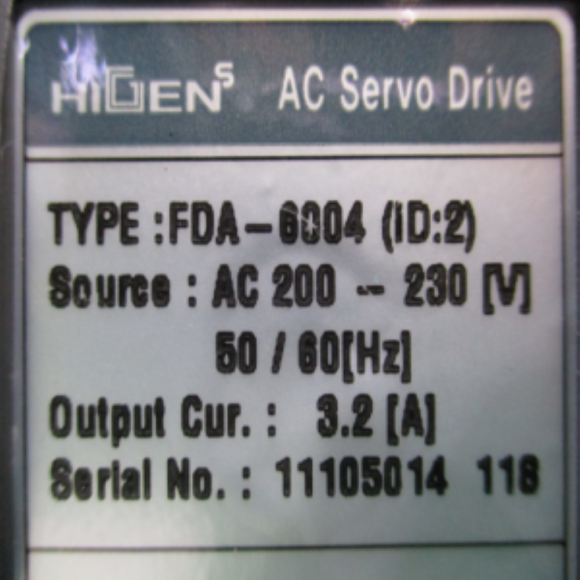 HIGEN S AC Servo Drive
TYPE : FDA-6004 (iD:2)
Source : AC 200 ~ 230 [V]
50 / 60[Hz]
Output Cur. : 3.2 [A]
Serial No. : 11105014 118